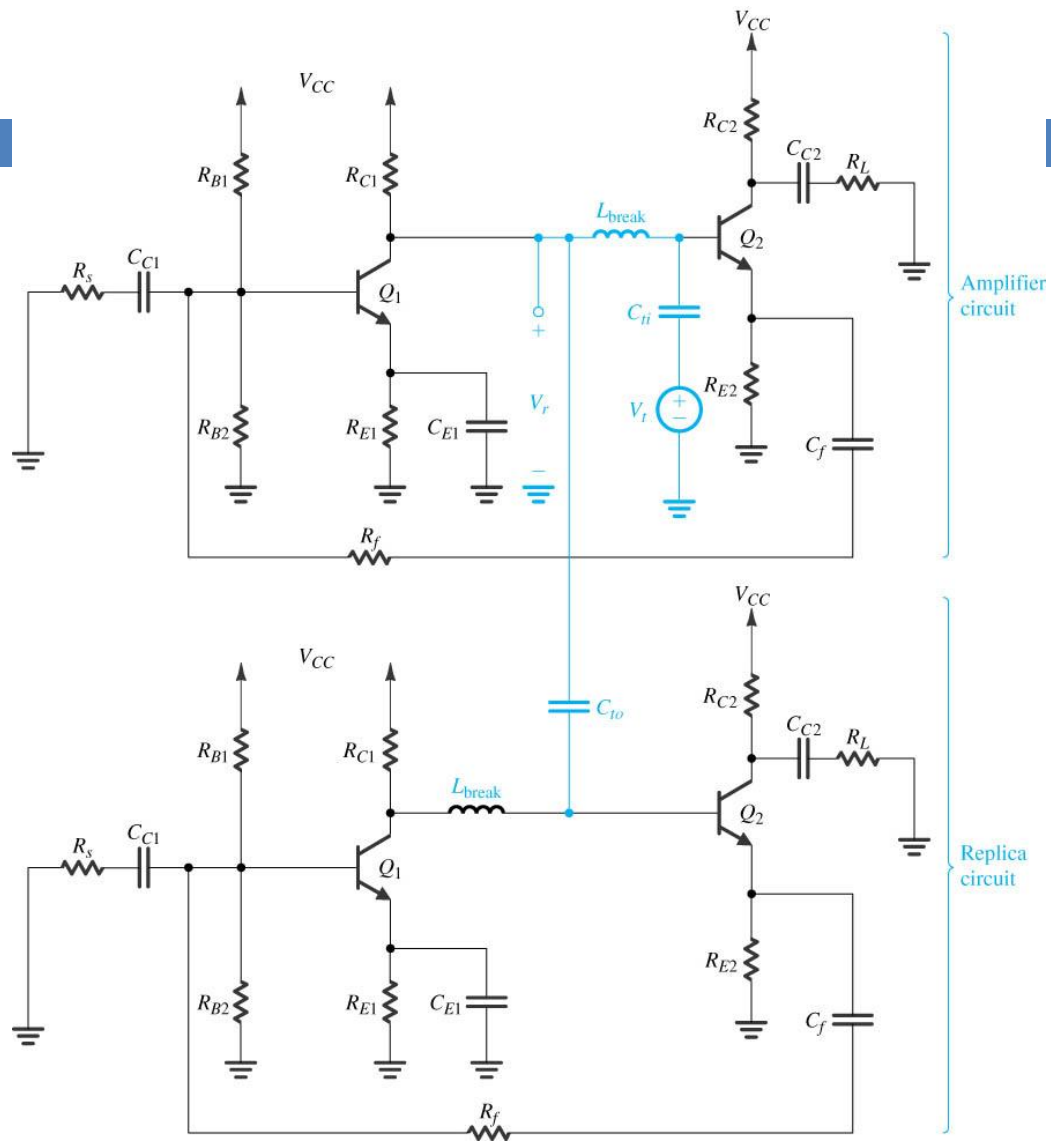 V_CC
V_CC
R_C2
C_C2
R_L
R_B1
R_C1
L_break
Q_2
C_C1
R_s
Q_1
C_ti
Amplifier
circuit
+
R_E2
R_B2
R_E1
C_E1
V_r
V_t
+
−
C_f
−
R_f
V_CC
V_CC
R_C2
C_to
C_C2
R_L
R_B1
R_C1
L_break
Q_2
C_C1
R_s
Q_1
Replica
circuit
R_E2
R_B2
R_E1
C_E1
C_f
R_f